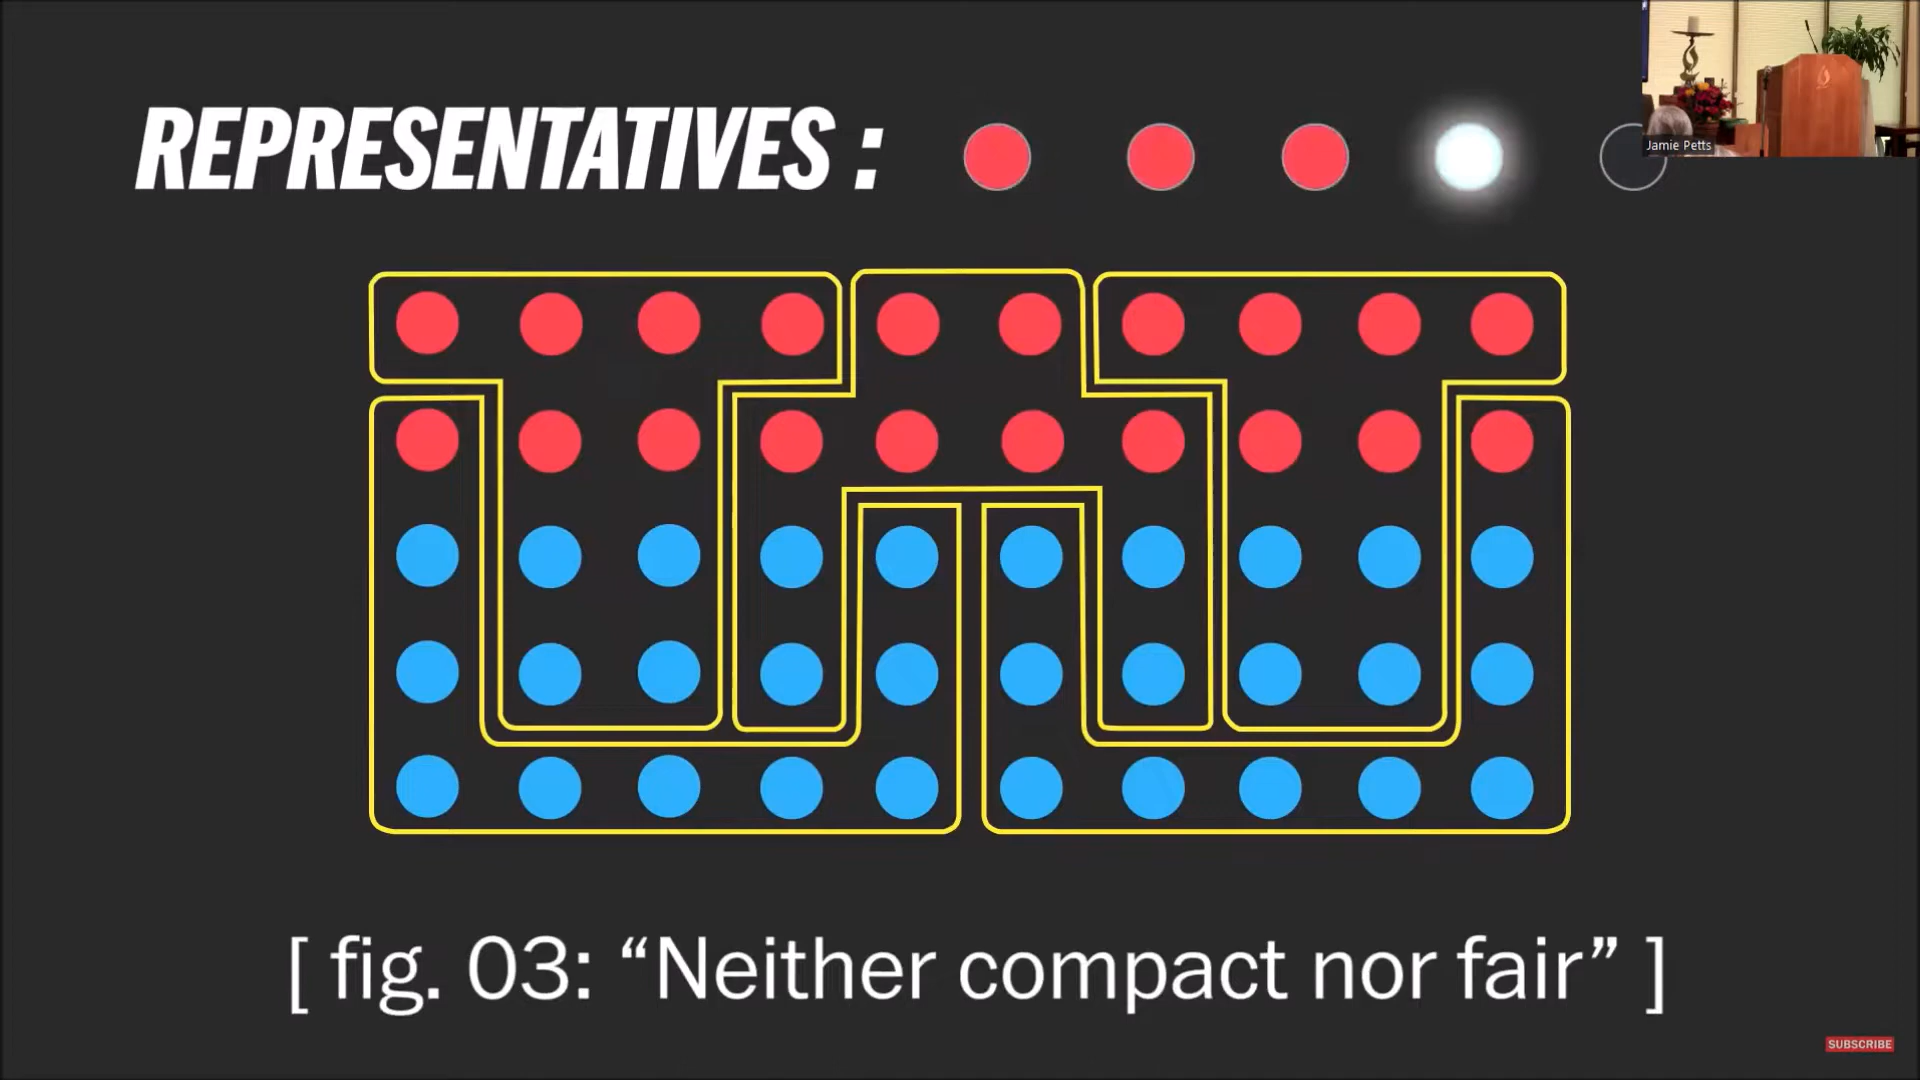 REPRESENTATIVES :
Jamie Petts
[ fig. 03: “Neither compact nor fair” ]
SUBSCRIBE